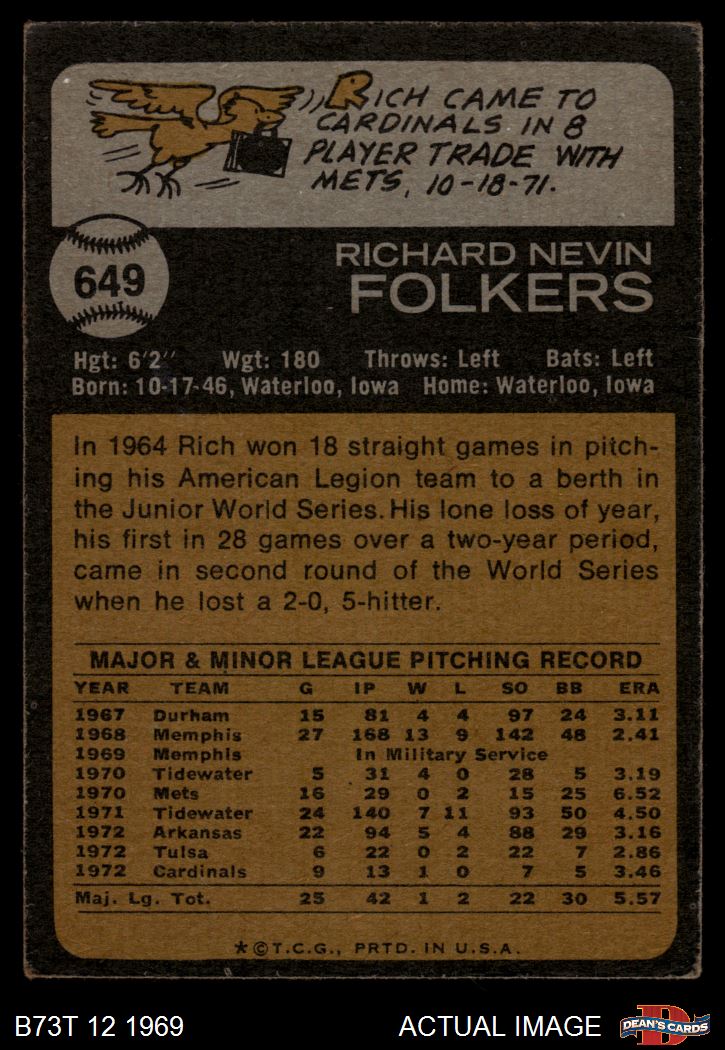 RICH CAME TO
CARDINALS IN 8
PLAYER TRADE WITH
METS, 10-18-71.
649
RICHARD NEVIN
FOLKERS
Hgt: 6'2" Wgt: 180 Throws: Left Bats: Left
Born: 10-17-46, Waterloo, Iowa Home: Waterloo, Iowa
In 1964 Rich won 18 straight games in pitch-
ing his American Legion team to a berth in
the Junior World Series. His lone loss of year,
his first in 28 games over a two-year period,
came in second round of the World Series
when he lost a 2-0, 5-hitter.
MAJOR & MINOR LEAGUE PITCHING RECORD
YEAR TEAM G IP W L SO BB ERA
1967 Durham 15 81 4 4 97 24 3.11
1968 Memphis 27 168 13 9 142 48 2.41
1969 Memphis In Military Service
1970 Tidewater 5 31 4 0 28 5 3.19
1970 Mets 16 29 0 2 15 25 6.52
1971 Tidewater 24 140 7 11 93 50 4.50
1972 Arkansas 22 94 5 4 88 29 3.16
1972 Tulsa 6 22 0 2 22 7 2.86
1972 Cardinals 9 13 1 0 7 5 3.46
Maj. Lg. Tot. 25 42 1 2 22 30 5.57
*©T.C.G., PRTD. IN U.S.A.
B73T 12 1969 ACTUAL IMAGE DEAN'S CARDS